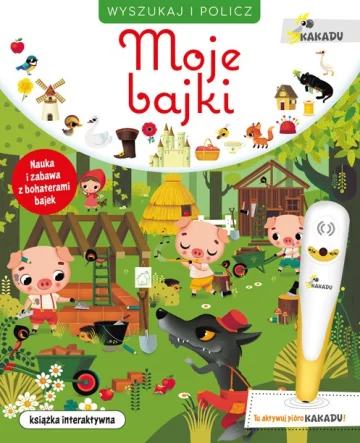 WYSZUKAJ I POLICZ
KAKADU
Moje
bajki
Nauka
i zabawa
z bohaterami
bajek
KAKADU
książka interaktywna
Tu aktywuj pióro KAKADU!